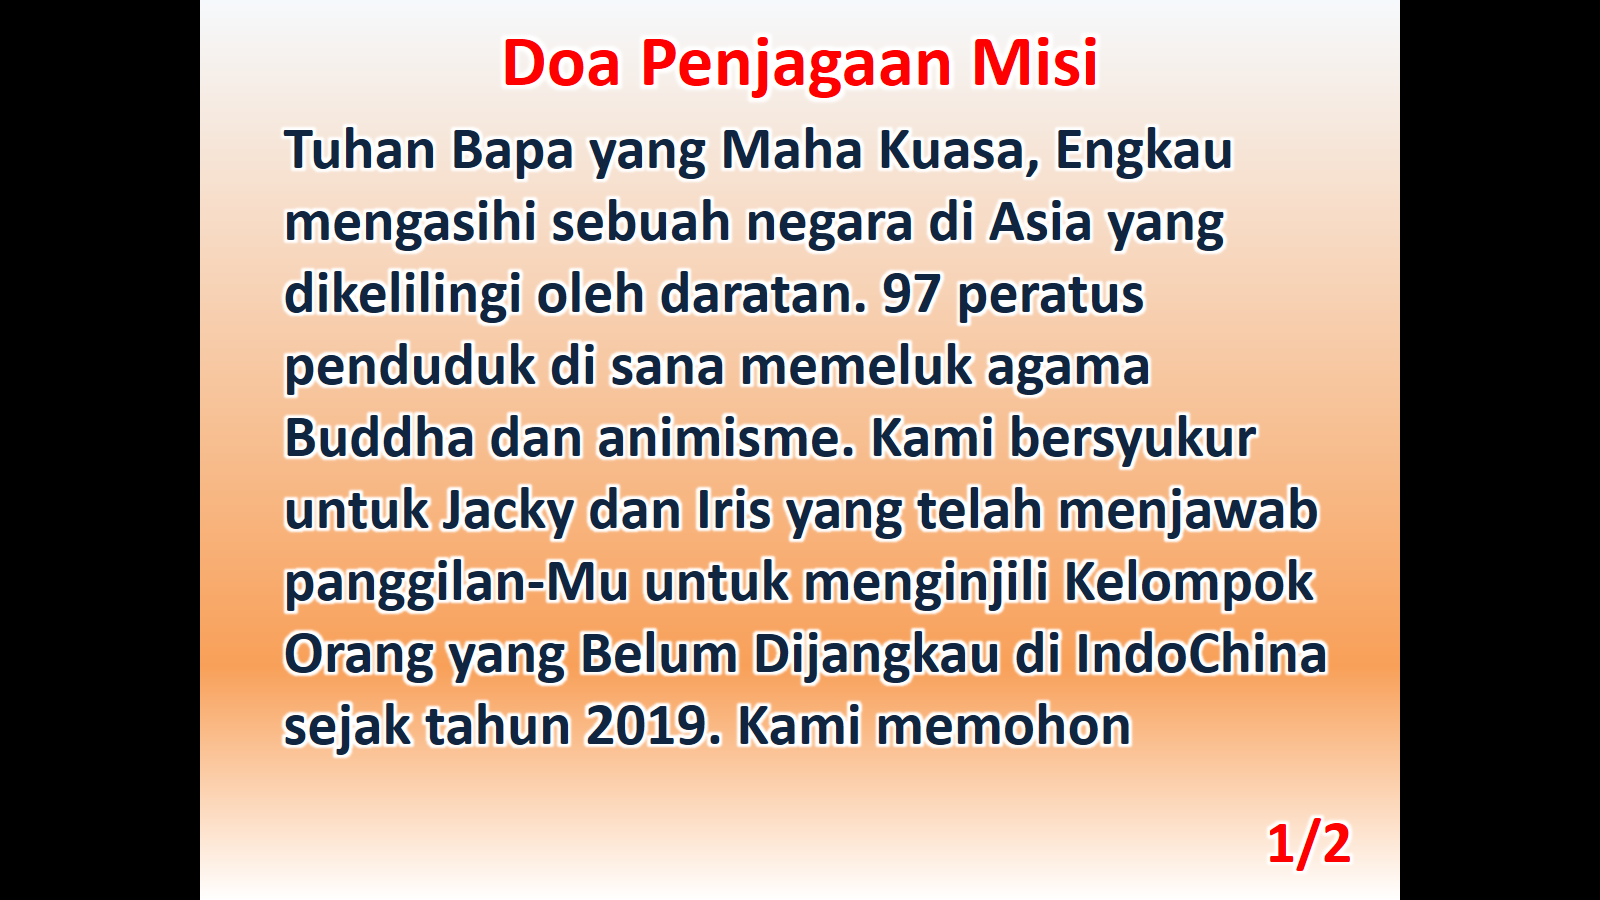 Doa Penjagaan Misi
Tuhan Bapa yang Maha Kuasa, Engkau
mengasihi sebuah negara di Asia yang
dikelilingi oleh daratan. 97 peratus
penduduk di sana memeluk agama
Buddha dan animisme. Kami bersyukur
untuk Jacky dan Iris yang telah menjawab
panggilan-Mu untuk menginjili Kelompok
Orang yang Belum Dijangkau di IndoChina
sejak tahun 2019. Kami memohon
1/2